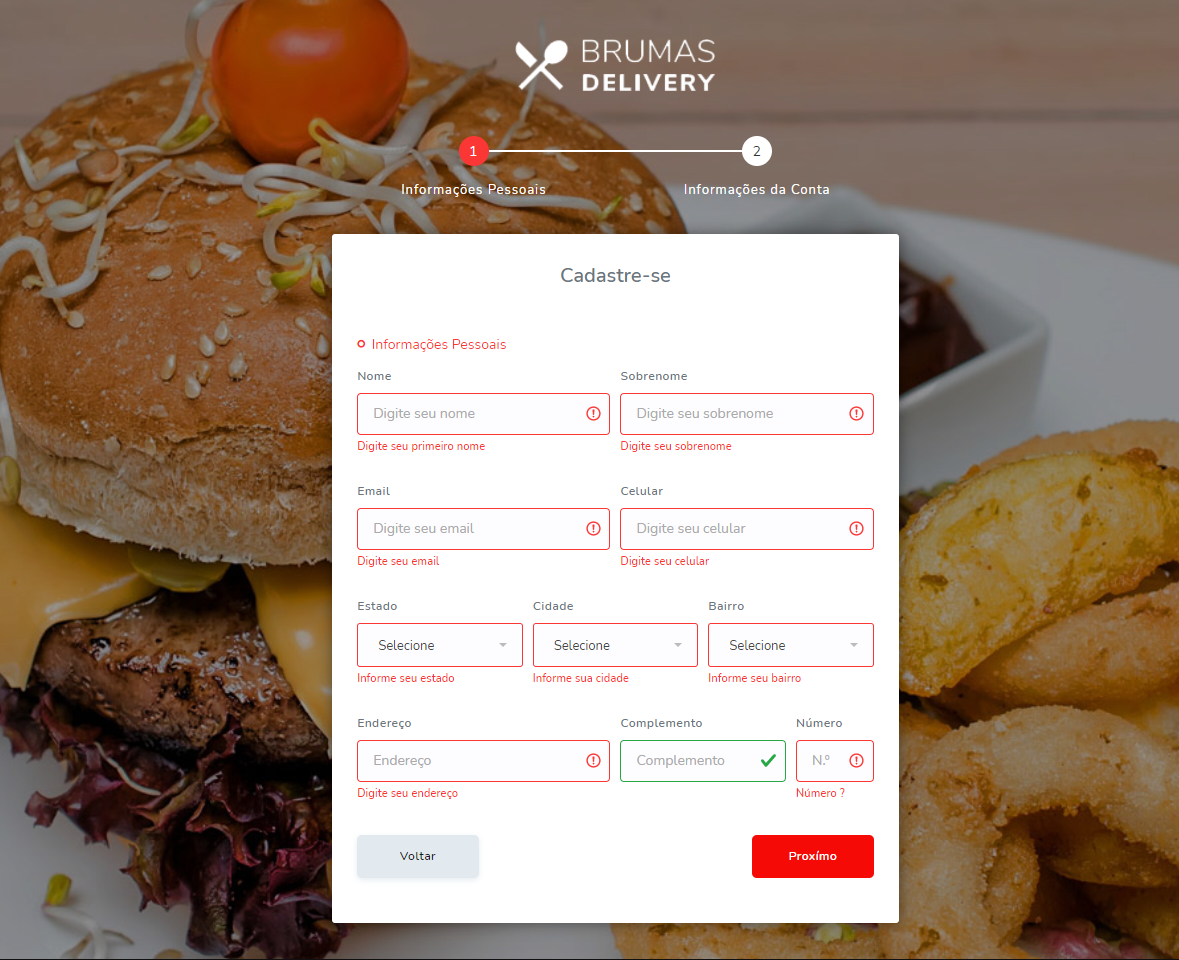 BRUMAS
DELIVERY
1
2
Informações Pessoais
Informações da Conta
Cadastre-se
Informações Pessoais
Nome
Sobrenome
Digite seu nome
Digite seu sobrenome
Digite seu primeiro nome
Digite seu sobrenome
Email
Celular
Digite seu email
Digite seu celular
Digite seu email
Digite seu celular
Estado
Cidade
Bairro
Selecione
Selecione
Selecione
Informe seu estado
Informe sua cidade
Informe seu bairro
Endereço
Complemento
Número
Endereço
Complemento
N.º
Digite seu endereço
Número ?
Voltar
Proxímo